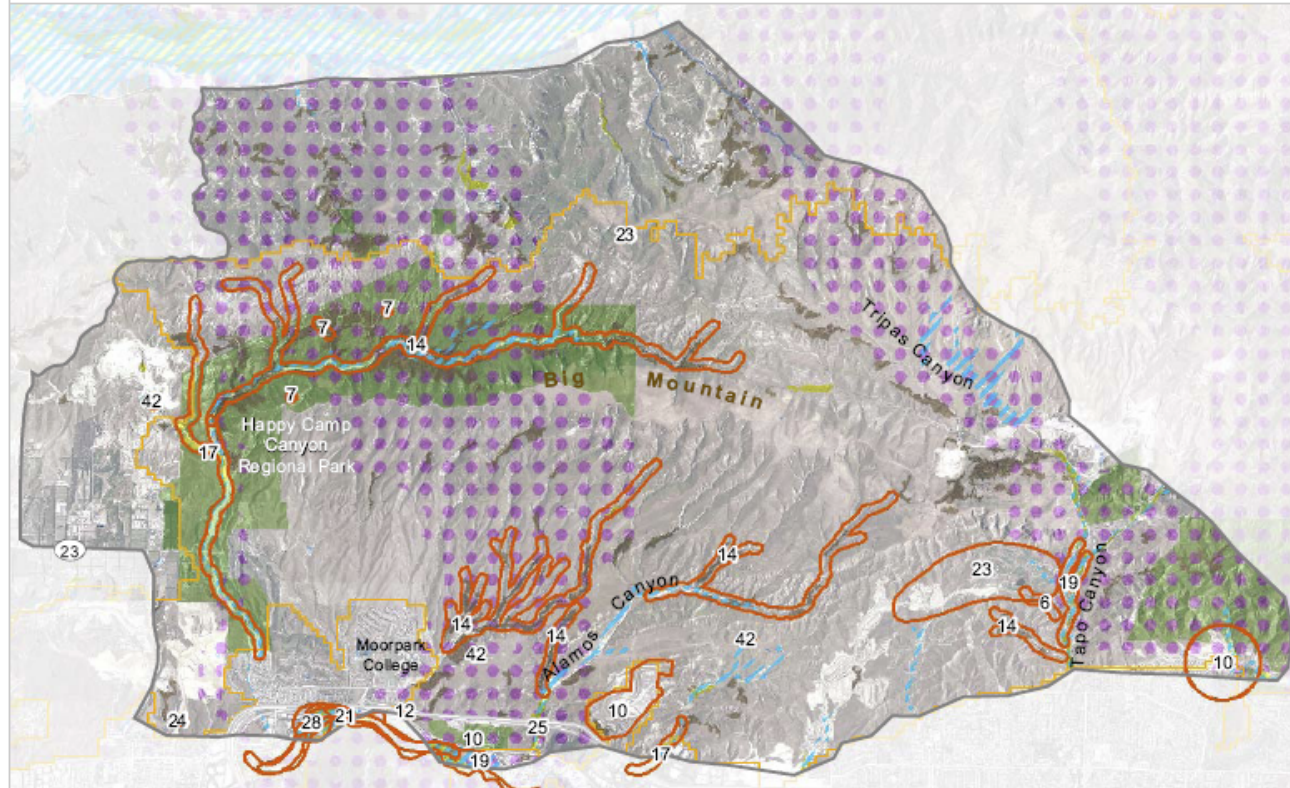 23
7
7
14
Tripas Canyon
Big Mountain
7
42
Happy Camp
Canyon
Regional Park
17
23
14
23
19
6
Canyon
14
14
14
Tapo Canyon
42
42
Moorpark
College
Alamos
10
10
24
28
21
12
25
10
19
17